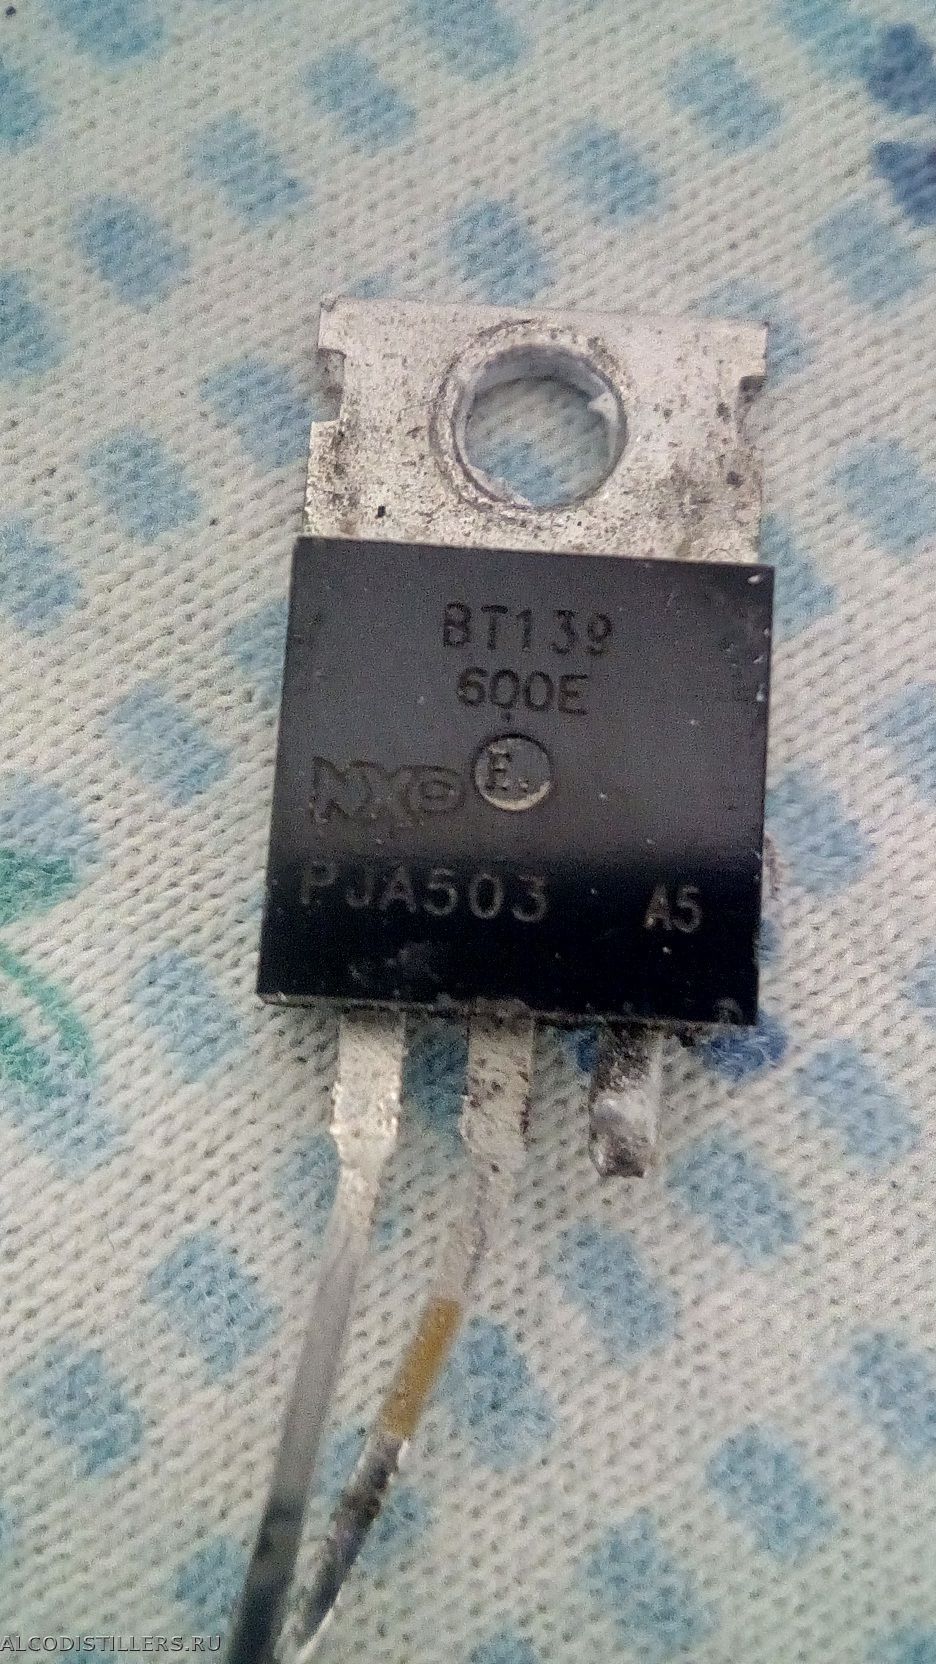 BT139
600E
NXP E.
PJA503 A5
ALCODISTILLERS.RU